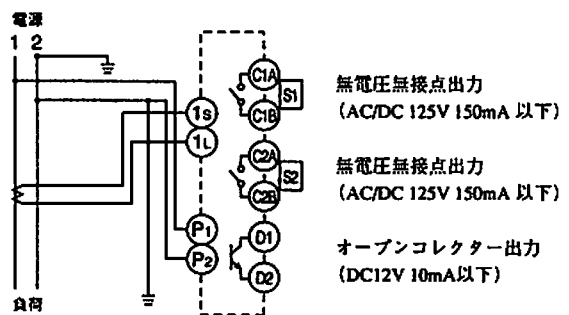 電源
1 2
C1A
S1
C1B
無電圧無接点出力
(AC/DC 125V 150mA 以下)
1S
1L
C2A
S2
C2B
無電圧無接点出力
(AC/DC 125V 150mA 以下)
P1
P2
D1
D2
オープンコレクター出力
(DC12V 10mA以下)
負荷